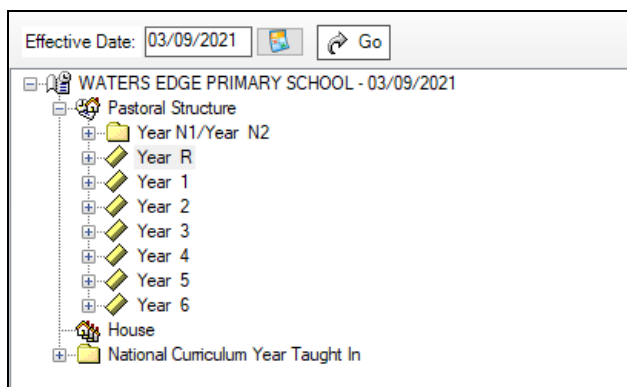 Effective Date: 03/09/2021 Go
WATERS EDGE PRIMARY SCHOOL - 03/09/2021
Pastoral Structure
Year N1/Year N2
Year R
Year 1
Year 2
Year 3
Year 4
Year 5
Year 6
House
National Curriculum Year Taught In